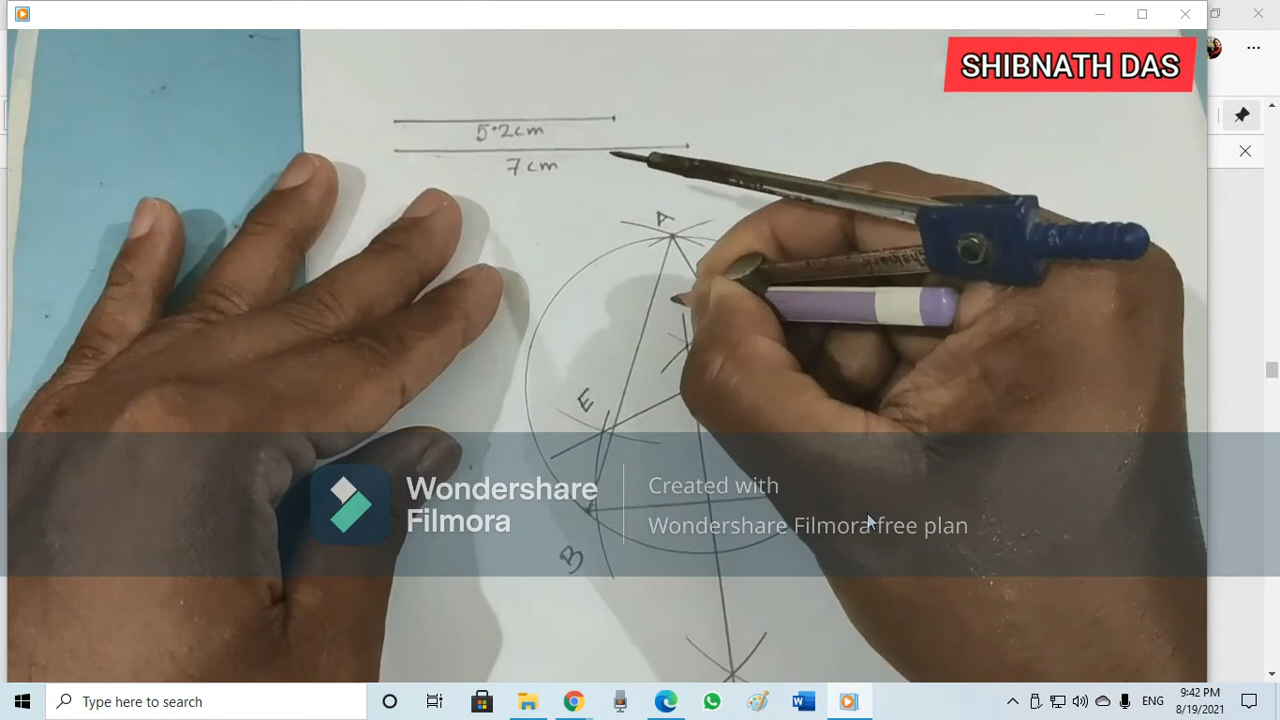 SHIBNATH DAS
5.2cm
7cm
A
E
Wondershare
Filmora
Created with
Wondershare Filmora free plan
B
Type here to search
ENG
9:42 PM
8/19/2021